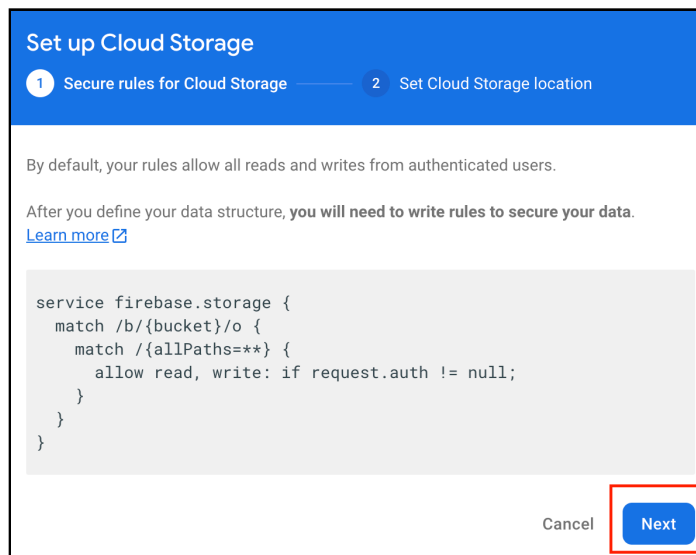 Set up Cloud Storage
1 Secure rules for Cloud Storage 2 Set Cloud Storage location
By default, your rules allow all reads and writes from authenticated users.
After you define your data structure, you will need to write rules to secure your data.
Learn more
service firebase.storage {
  match /b/{bucket}/o {
    match /{allPaths=**} {
      allow read, write: if request.auth != null;
    }
  }
}
Cancel Next